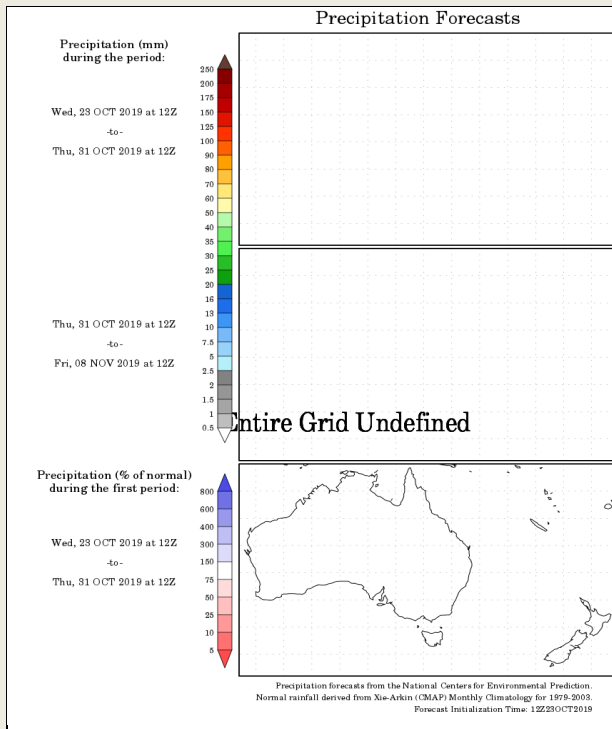 Precipitation Forecasts
Precipitation (mm)
during the period:
Wed, 23 OCT 2019 at 12Z
-to-
Thu, 31 OCT 2019 at 12Z
250
200
175
150
125
100
90
80
70
60
50
40
35
30
25
20
16
13
10
7.5
5
2.5
2
1.5
1
0.5
Thu, 31 OCT 2019 at 12Z
-to-
Fri, 08 NOV 2019 at 12Z
Entire Grid Undefined
Precipitation (% of normal)
during the first period:
Wed, 23 OCT 2019 at 12Z
-to-
Thu, 31 OCT 2019 at 12Z
800
600
400
300
150
75
50
25
10
5
Precipitation forecasts from the National Centers for Environmental Prediction.
Normal rainfall derived from Xie-Arkin (CMAP) Monthly Climatology for 1979-2003.
Forecast Initialization Time: 12Z23OCT2019